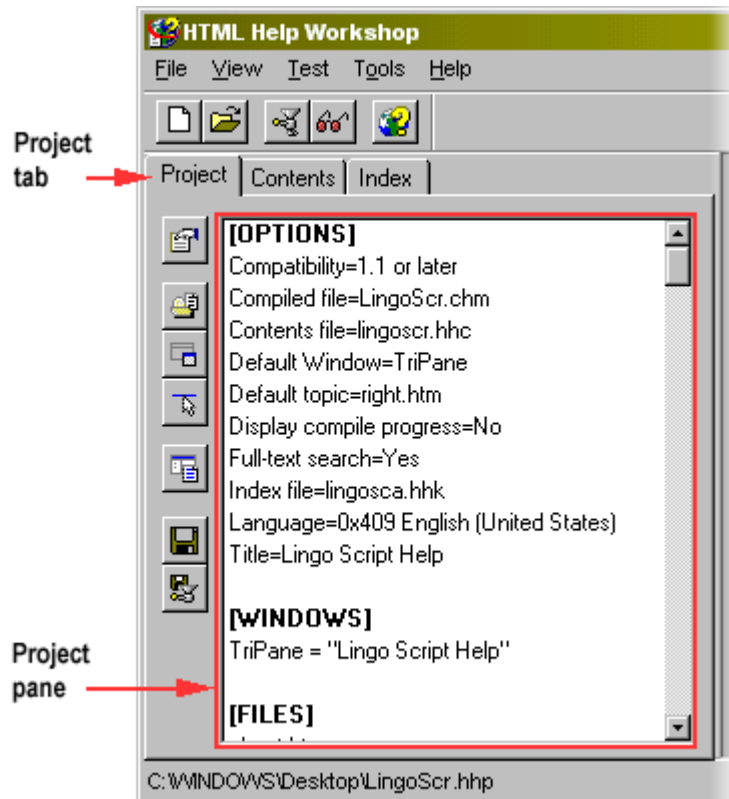 HTML Help Workshop
File View Test Tools Help
Project tab
Project Contents Index
[OPTIONS]
Compatibility=1.1 or later
Compiled file=LingoScr.chm
Contents file=lingoscr.hhc
Default Window=TriPane
Default topic=right.htm
Display compile progress=No
Full-text search=Yes
Index file=lingosca.hhk
Language=0x409 English (United States)
Title=Lingo Script Help
[WINDOWS]
TriPane = "Lingo Script Help"
Project pane
[FILES]
C:\WINDOWS\Desktop\LingoScr.hhp